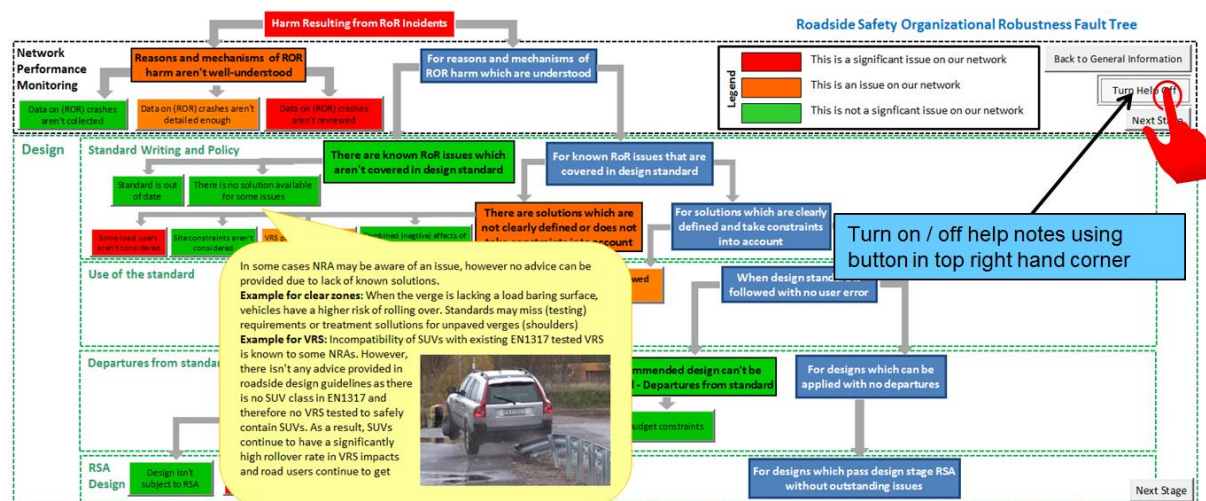 Harm Resulting from RoR Incidents
Roadside Safety Organizational Robustness Fault Tree
Network
Performance
Monitoring
Reasons and mechanisms of ROR
harm aren't well-understood
For reasons and mechanisms of
ROR harm which are understood
Legend
This is a significant issue on our network
This is an issue on our network
This is not a signficant issue on our network
Back to General Information
Turn Help Off
Next Stage
Data on (ROR) crashes
aren't collected
Data on (ROR) crashes aren't
detailed enough
Data on (ROR) crashes
aren't reviewed
Design
Standard Writing and Policy
There are known RoR issues which
aren't covered in design standard
For known RoR issues that are
covered in design standard
Standard is out
of date
There is no solution available
for some issues
Some road users
aren't considered
Site constraints aren't
considered
VRS
Combined (negtive) effects of
There are solutions which are
not clearly defined or does not
take constraints into account
For solutions which are clearly
defined and take constraints
into account
Turn on / off help notes using
button in top right hand corner
In some cases NRA may be aware of an issue, however no advice can be
provided due to lack of known solutions.
Example for clear zones: When the verge is lacking a load baring surface,
vehicles have a higher risk of rolling over. Standards may miss (testing)
requirements or treatment sollutions for unpaved verges (shoulders)
Example for VRS: Incompatibility of SUVs with existing EN1317 tested VRS
is known to some NRAs. However,
there isn't any advice provided in
roadside design guidelines as there
is no SUV class in EN1317 and
therefore no VRS tested to safely
contain SUVs. As a result, SUVs
continue to have a significantly
high rollover rate in VRS impacts
and road users continue to get
Use of the standard
wed
When design standard
followed with no user error
Departures from standard
mmended design can't be
- Departures from standard
For designs which can be
applied with no departures
udget constraints
RSA
Design
Design isn't
subject to RSA
For designs which pass design stage RSA
without outstanding issues
Next Stage